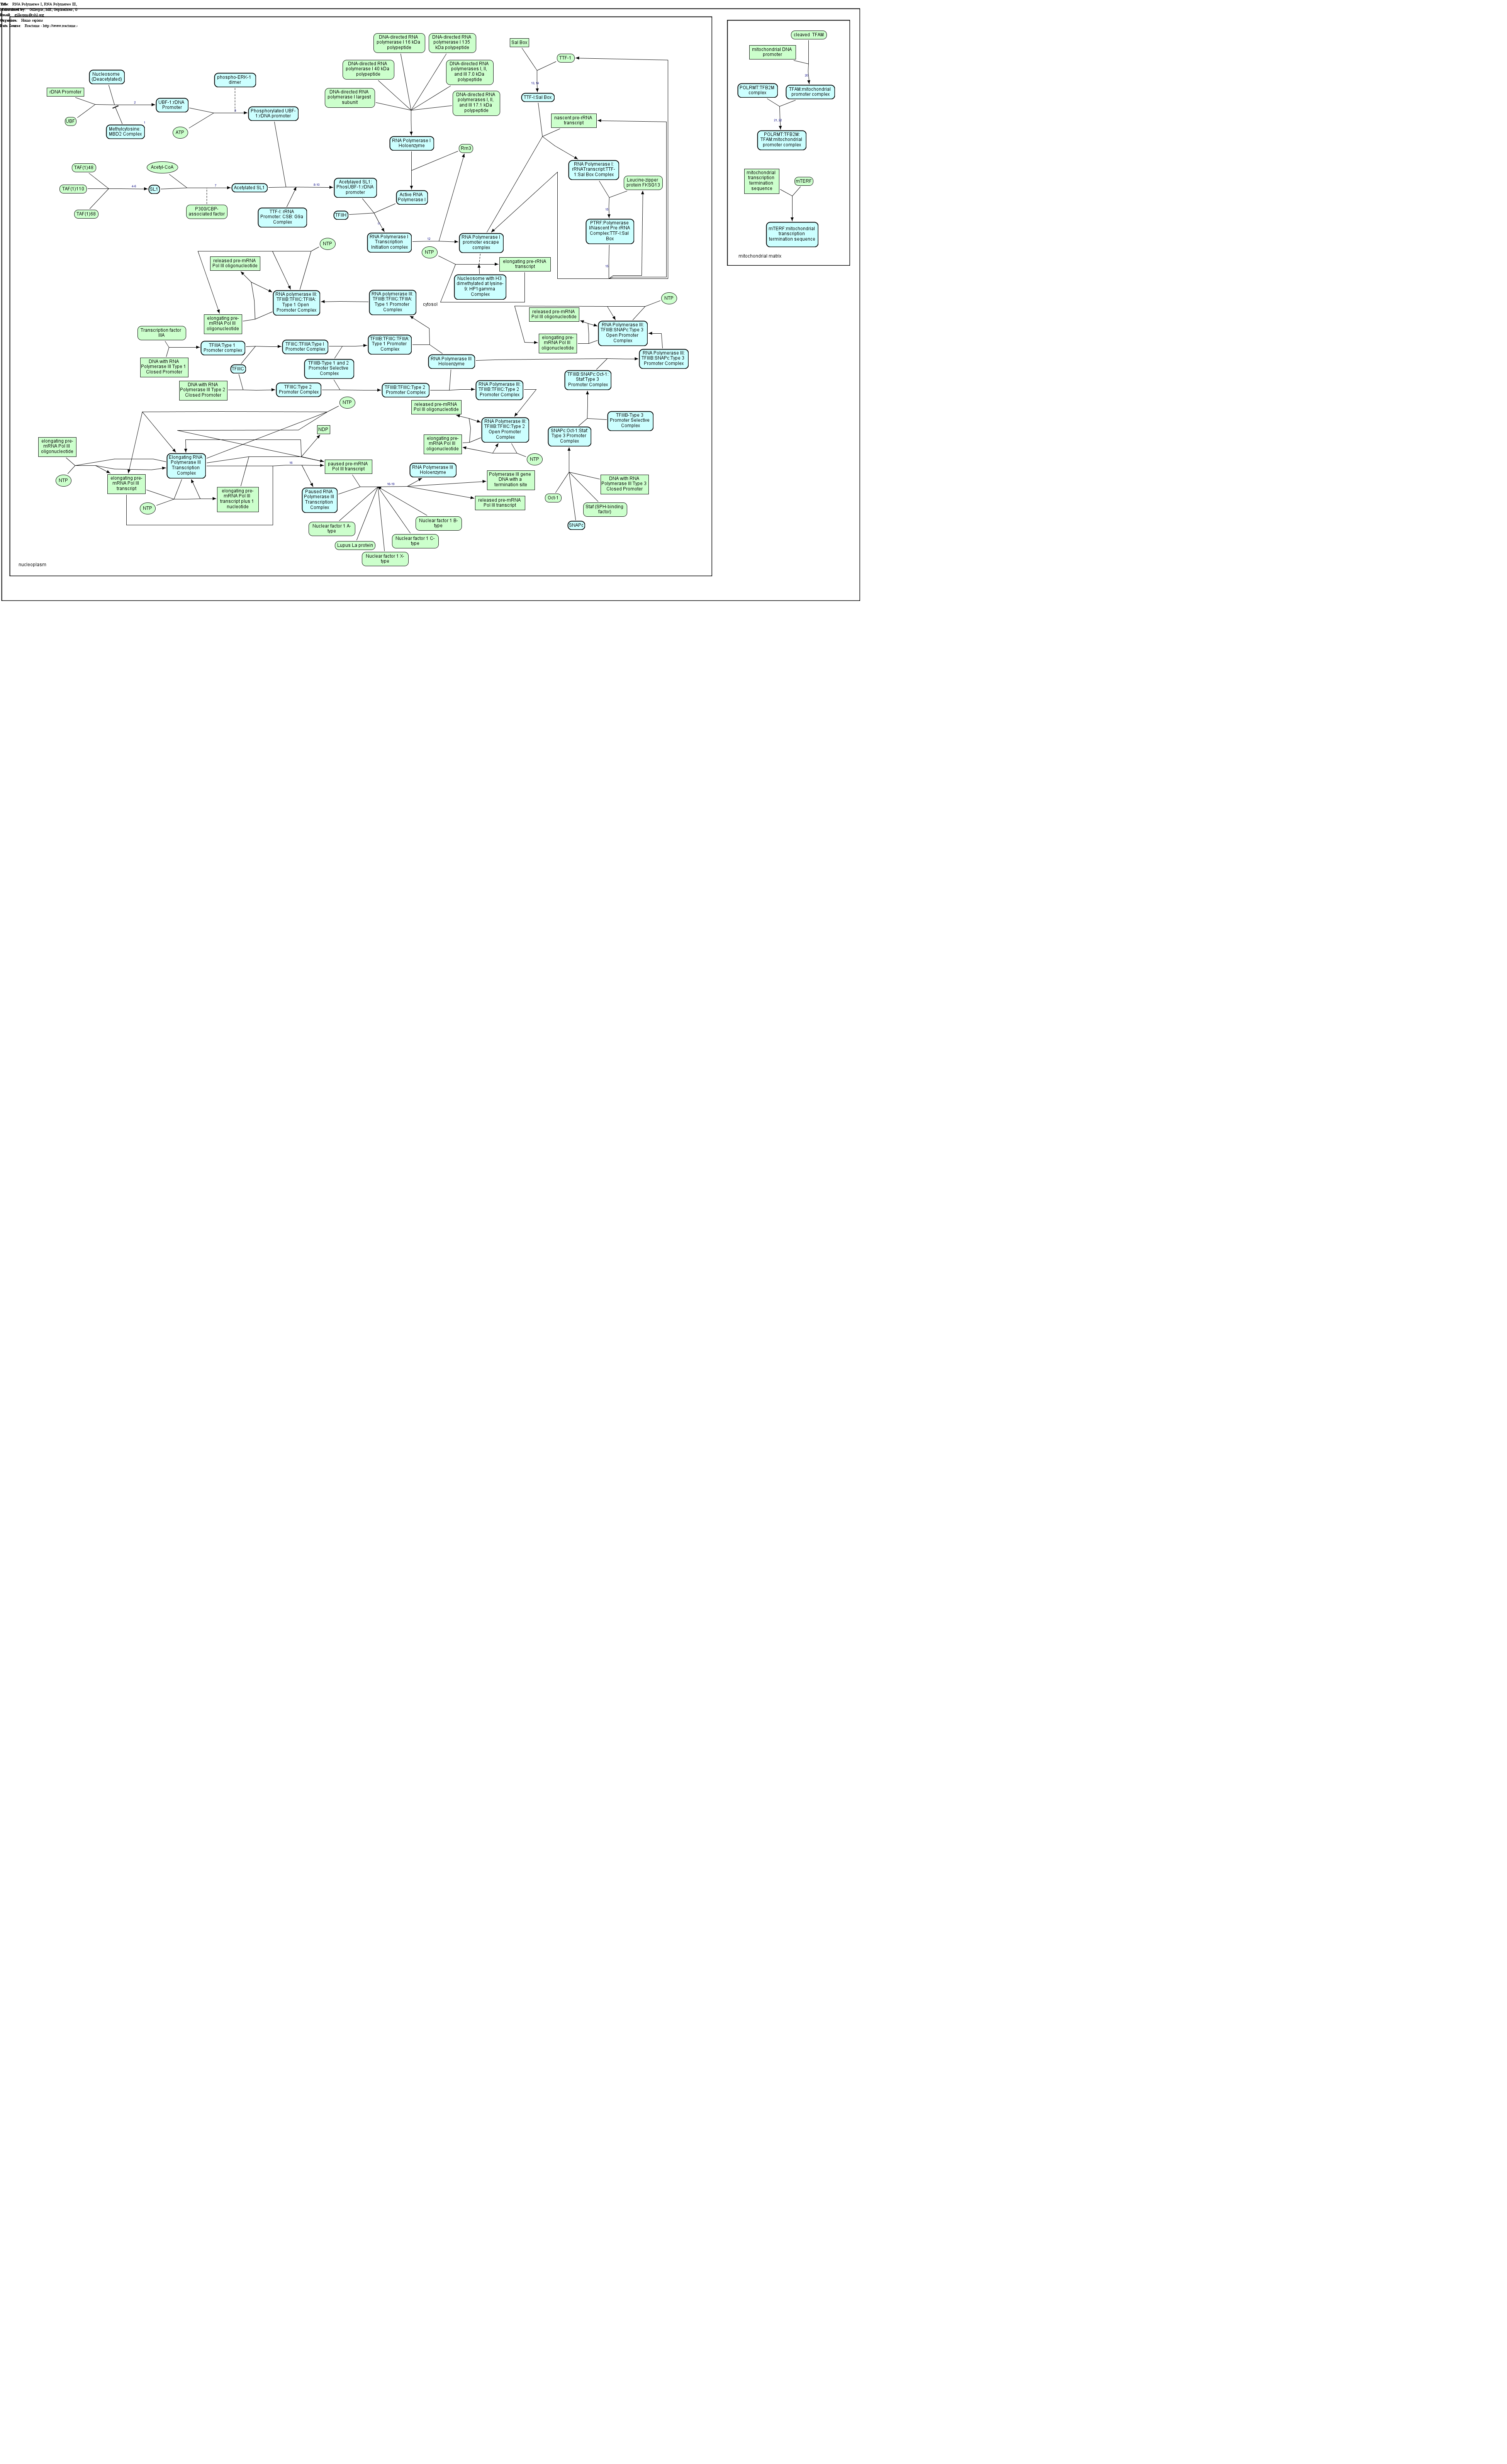 Title: RNA Polymerase I, RNA Polymerase III,
Organism: Homo sapiens
cleaved TFAM
mitochondrial DNA
promoter
POLRMT:TFB2M
complex
TFAM:mitochondrial
promoter complex
POLRMT:TFB2M:
TFAM:mitochondrial
promoter complex
mitochondrial
transcription
termination
sequence
mTERF
mTERF:mitochondrial
transcription
termination sequence
mitochondrial matrix
DNA-directed RNA
polymerase I 16 kDa
polypeptide
DNA-directed RNA
polymerase I 135
kDa polypeptide
DNA-directed RNA
polymerase I 40 kDa
polypeptide
DNA-directed RNA
polymerases I, II,
and III 7.0 kDa
polypeptide
DNA-directed RNA
polymerase I largest
subunit
DNA-directed RNA
polymerases I, II,
and III 17.1 kDa
polypeptide
Sal Box
TTF-1
TTF-I:Sal Box
nascent pre-rRNA
transcript
Nucleosome
(Deacetylated)
phospho-ERK-1
dimer
rDNA Promoter
UBF-1:rDNA
Promoter
Phosphorylated UBF-
1:rDNA promoter
UBF
Methylcytosine:
MBD2 Complex
ATP
RNA Polymerase I
Holoenzyme
Rrn3
TAF(1)48
Acetyl-CoA
TAF(1)110
SL1
Acetylated SL1
TAF(1)68
P300/CBP-
associated factor
TTF-I: rRNA
Promoter: CSB: G9a
Complex
Acetylayed SL1:
Phos.UBF-1:rDNA
promoter
Active RNA
Polymerase I
TFIIH
RNA Polymerase I
Transcription
Initiation complex
RNA Polymerase I
promoter escape
complex
RNA Polymerase I:
rRNATranscript:TTF-
1:Sal Box Complex
Leucine-zipper
protein FKSG13
PTRF:Polymerase
I/Nascent Pre rRNA
Complex:TTF-I:Sal
Box
NTP
elongating pre-rRNA
transcript
Nucleosome with H3
dimethylated at lysine-
9: HP1gamma
Complex
cytosol
NTP
released pre-mRNA
Pol III oligonucleotide
RNA polymerase III:
TFIIIB:TFIIIC:TFIIIA:
Type 1 Open
Promoter Complex
RNA polymerase III:
TFIIIB:TFIIIC:TFIIIA:
Type 1 Promoter
Complex
elongating pre-
mRNA Pol III
oligonucleotide
NTP
released pre-mRNA
Pol III oligonucleotide
elongating pre-
mRNA Pol III
oligonucleotide
RNA Polymerase III:
TFIIIB:SNAPc:Type 3
Open Promoter
Complex
RNA Polymerase III:
TFIIIB:SNAPc:Type 3
Promoter Complex
Transcription factor
IIIA
DNA with RNA
Polymerase III Type 1
Closed Promoter
TFIIIA:Type 1
Promoter complex
TFIIIC:TFIIIA:Type I
Promoter Complex
TFIIIB:TFIIIC:TFIIIA:
Type 1 Promoter
Complex
RNA Polymerase III
Holoenzyme
TFIIIC
TFIIIB-Type 1 and 2
Promoter Selective
Complex
DNA with RNA
Polymerase III Type 2
Closed Promoter
TFIIIC:Type 2
Promoter Complex
TFIIIB:TFIIIC:Type 2
Promoter Complex
RNA Polymerase III:
TFIIIB:TFIIIC:Type 2
Promoter Complex
TFIIIB:SNAPc:Oct-1:
Staf:Type 3
Promoter Complex
NTP
released pre-mRNA
Pol III oligonucleotide
RNA Polymerase III:
TFIIIB:TFIIIC:Type 2
Open Promoter
Complex
elongating pre-
mRNA Pol III
oligonucleotide
NTP
SNAPc:Oct-1:Staf:
Type 3 Promoter
Complex
TFIIIB-Type 3
Promoter Selective
Complex
Oct-1
SNAPc
Staf (SPH-binding
factor)
DNA with RNA
Polymerase III Type 3
Closed Promoter
NDP
elongating pre-
mRNA Pol III
oligonucleotide
NTP
elongating pre-
mRNA Pol III
transcript
Elongating RNA
Polymerase III
Transcription
Complex
NTP
elongating pre-
mRNA Pol III
transcript plus 1
nucleotide
paused pre-mRNA
Pol III transcript
Paused RNA
Polymerase III
Transcription
Complex
RNA Polymerase III
Holoenzyme
Polymerase III gene
DNA with a
termination site
released pre-mRNA
Pol III transcript
Nuclear factor 1 A-
type
Lupus La protein
Nuclear factor 1 X-
type
Nuclear factor 1 C-
type
Nuclear factor 1 B-
type
nucleoplasm